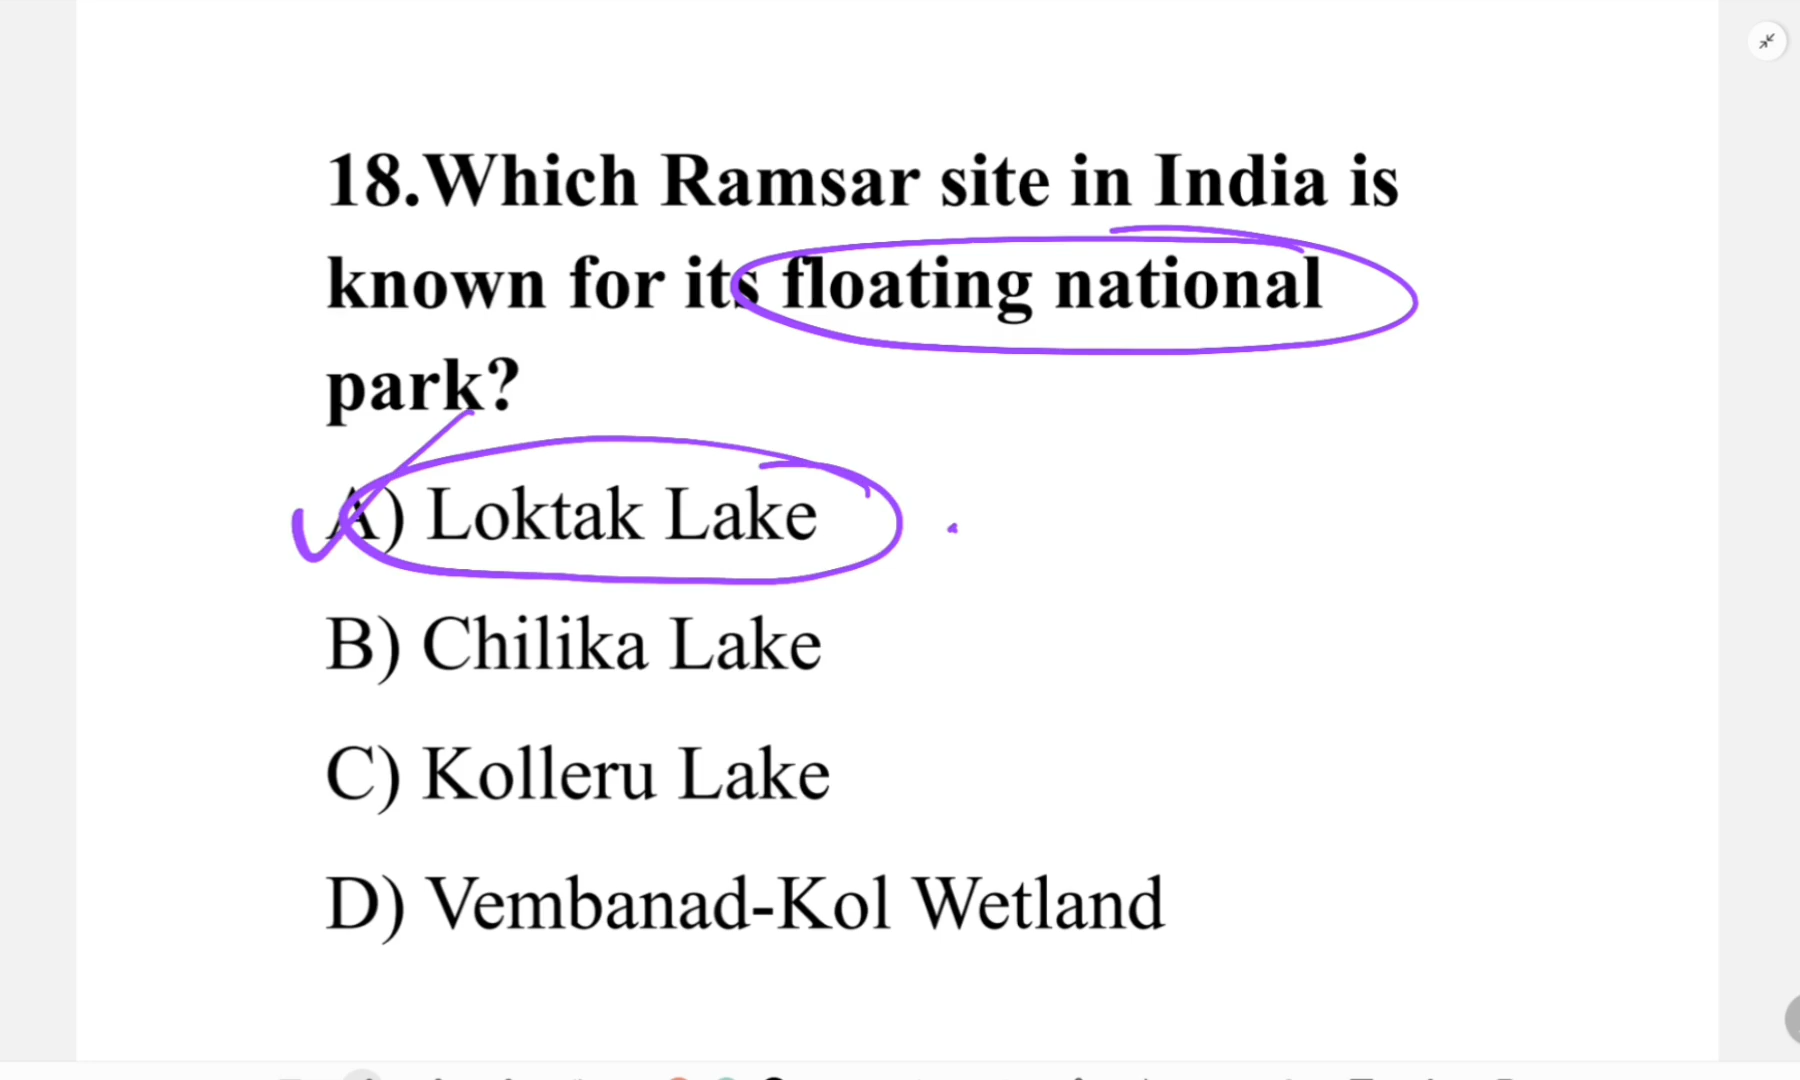 18.Which Ramsar site in India is
known for its floating national
park?
A) Loktak Lake
B) Chilika Lake
C) Kolleru Lake
D) Vembanad-Kol Wetland